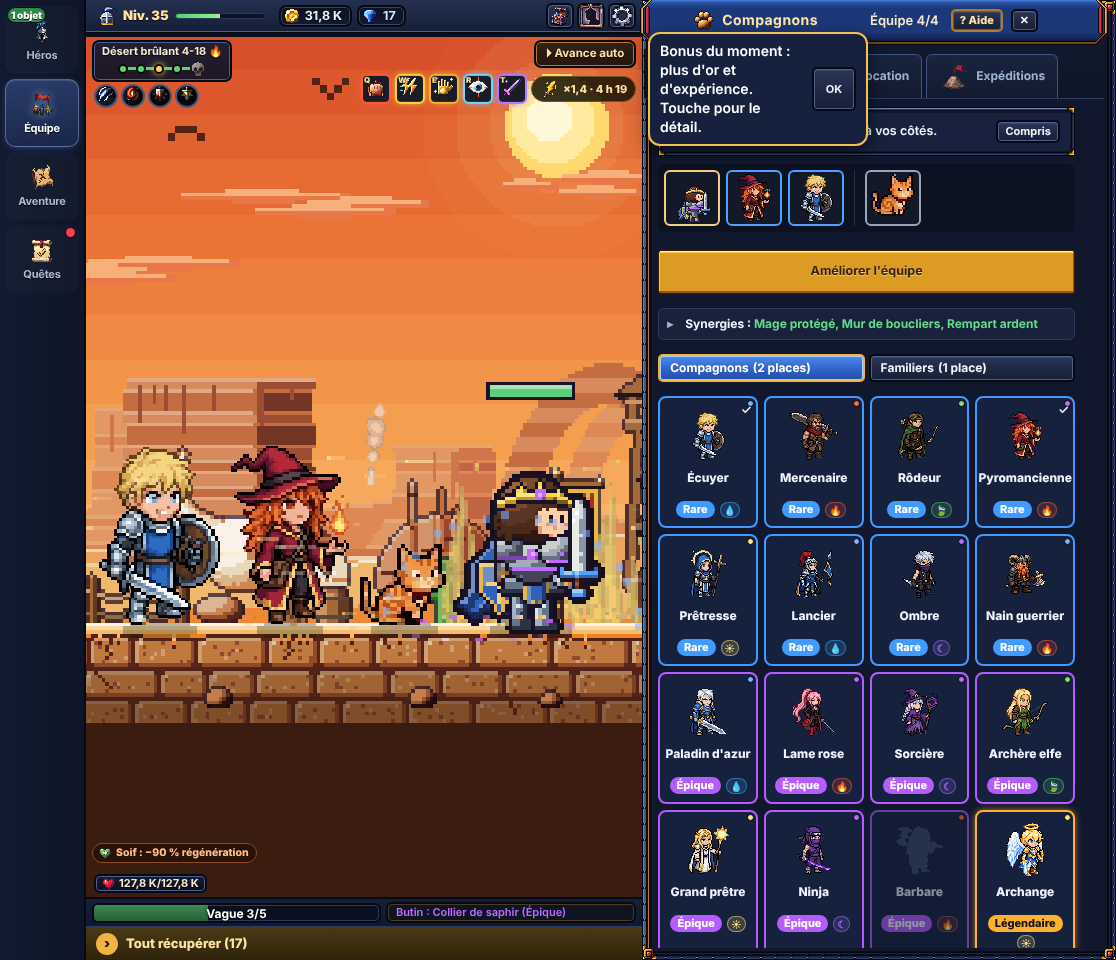 1 objet
Héros
Équipe
Aventure
Quêtes
Niv. 35
31,8 K
17
Désert brûlant 4-18
Avance auto
Q
W
E
R
T
×1,4 · 4 h 19
Soif : −90 % régénération
127,8 K/127,8 K
Vague 3/5
Butin : Collier de saphir (Épique)
Tout récupérer (17)
Compagnons
Équipe 4/4
? Aide
×
Bonus du moment :
plus d'or et
d'expérience.
Touche pour le
détail.
OK
ocation
Expéditions
à vos côtés.
Compris
Améliorer l'équipe
Synergies : Mage protégé, Mur de boucliers, Rempart ardent
Compagnons (2 places)
Familiers (1 place)
Écuyer
Rare
Mercenaire
Rare
Rôdeur
Rare
Pyromancienne
Rare
Prêtresse
Rare
Lancier
Rare
Ombre
Rare
Nain guerrier
Rare
Paladin d'azur
Épique
Lame rose
Épique
Sorcière
Épique
Archère elfe
Épique
Grand prêtre
Épique
Ninja
Épique
Barbare
Épique
Archange
Légendaire